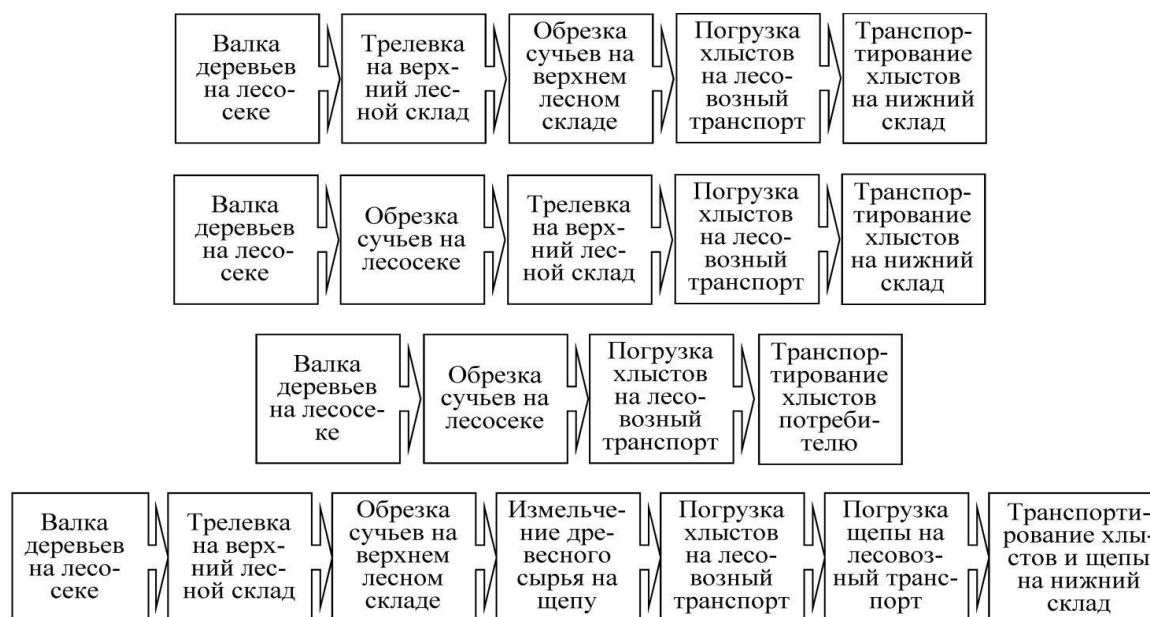 Валка
деревьев
на лесо-
секе
Трелевка
на верх-
ний лес-
ной склад
Обрезка
сучьев на
верхнем
лесном
складе
Погрузка
хлыстов
на лесо-
возный
транспорт
Транспор-
тирование
хлыстов
на нижний
склад
Валка
деревьев
на лесо-
секе
Обрезка
сучьев на
лесосеке
Трелевка
на верх-
ний лес-
ной склад
Погрузка
хлыстов
на лесо-
возный
транспорт
Транспор-
тирование
хлыстов
на нижний
склад
Валка
деревьев
на лесосе-
ке
Обрезка
сучьев на
лесосеке
Погрузка
хлыстов
на лесо-
возный
транспорт
Транспор-
тирование
хлыстов
потреби-
телю
Валка
деревьев
на лесо-
секе
Трелевка
на верх-
ний лес-
ной склад
Обрезка
сучьев на
верхнем
лесном
складе
Измельче-
ние дре-
весного
сырья на
щепу
Погрузка
хлыстов
на лесо-
возный
транспорт
Погрузка
щепы на
лесовоз-
ный транс-
порт
Транспорти-
рование хлы-
стов и щепы
на нижний
склад